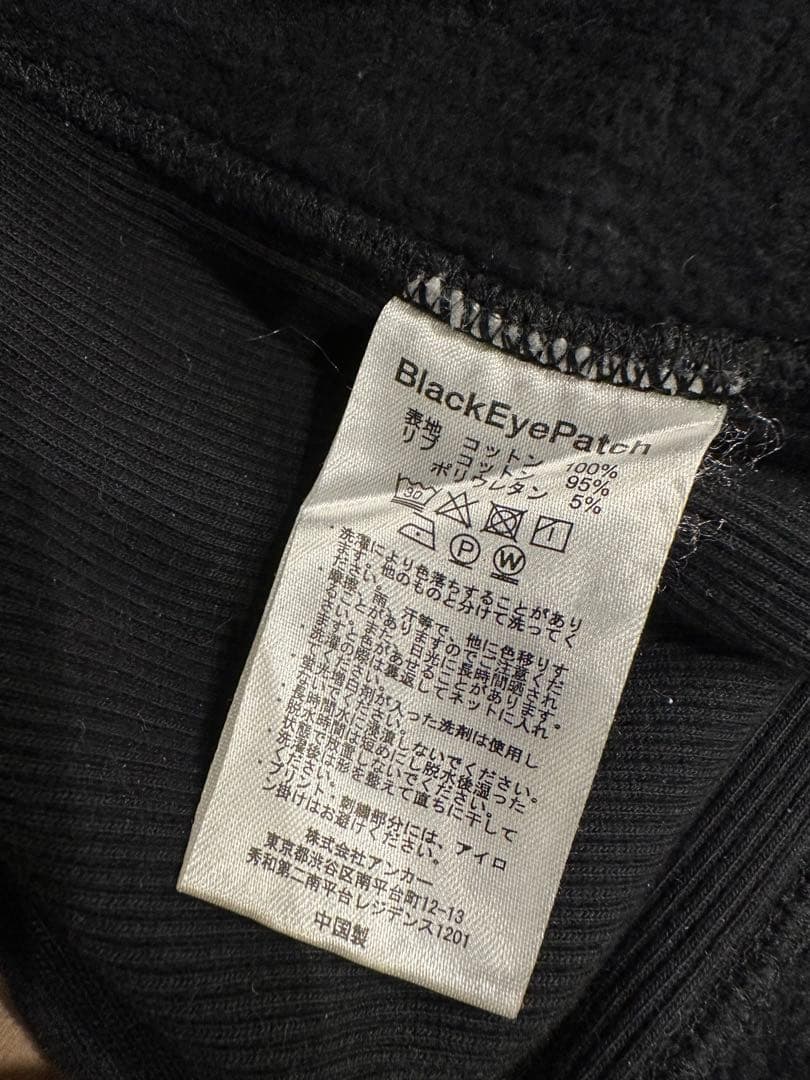 BlackEyePatch
表地 コットン 100%
リブ コットン 95%
ポリウレタン 5%
30
P W
・洗濯により色落ちすることがあり
ます。他のものと分けて洗ってく
ださい。
・摩擦、雨、汗等で、他に色移りす
ることがありますのでご注意くだ
さい。また、日光に長時間晒され
ますと色があせることがあります。
・洗濯の際は裏返してネットに入れ
てください。
・蛍光増白剤が入った洗剤は使用し
ないでください。
・長時間水に浸漬しないでください。
・脱水時間は短めにし脱水後湿った
状態で放置しないでください。
・洗濯後は形を整えて直ちに干して
ください。
・プリント、刺繍部分には、アイロ
ン掛けはお避けください。
株式会社アンカー
東京都渋谷区南平台町12-13
秀和第二南平台レジデンス1201
中国製